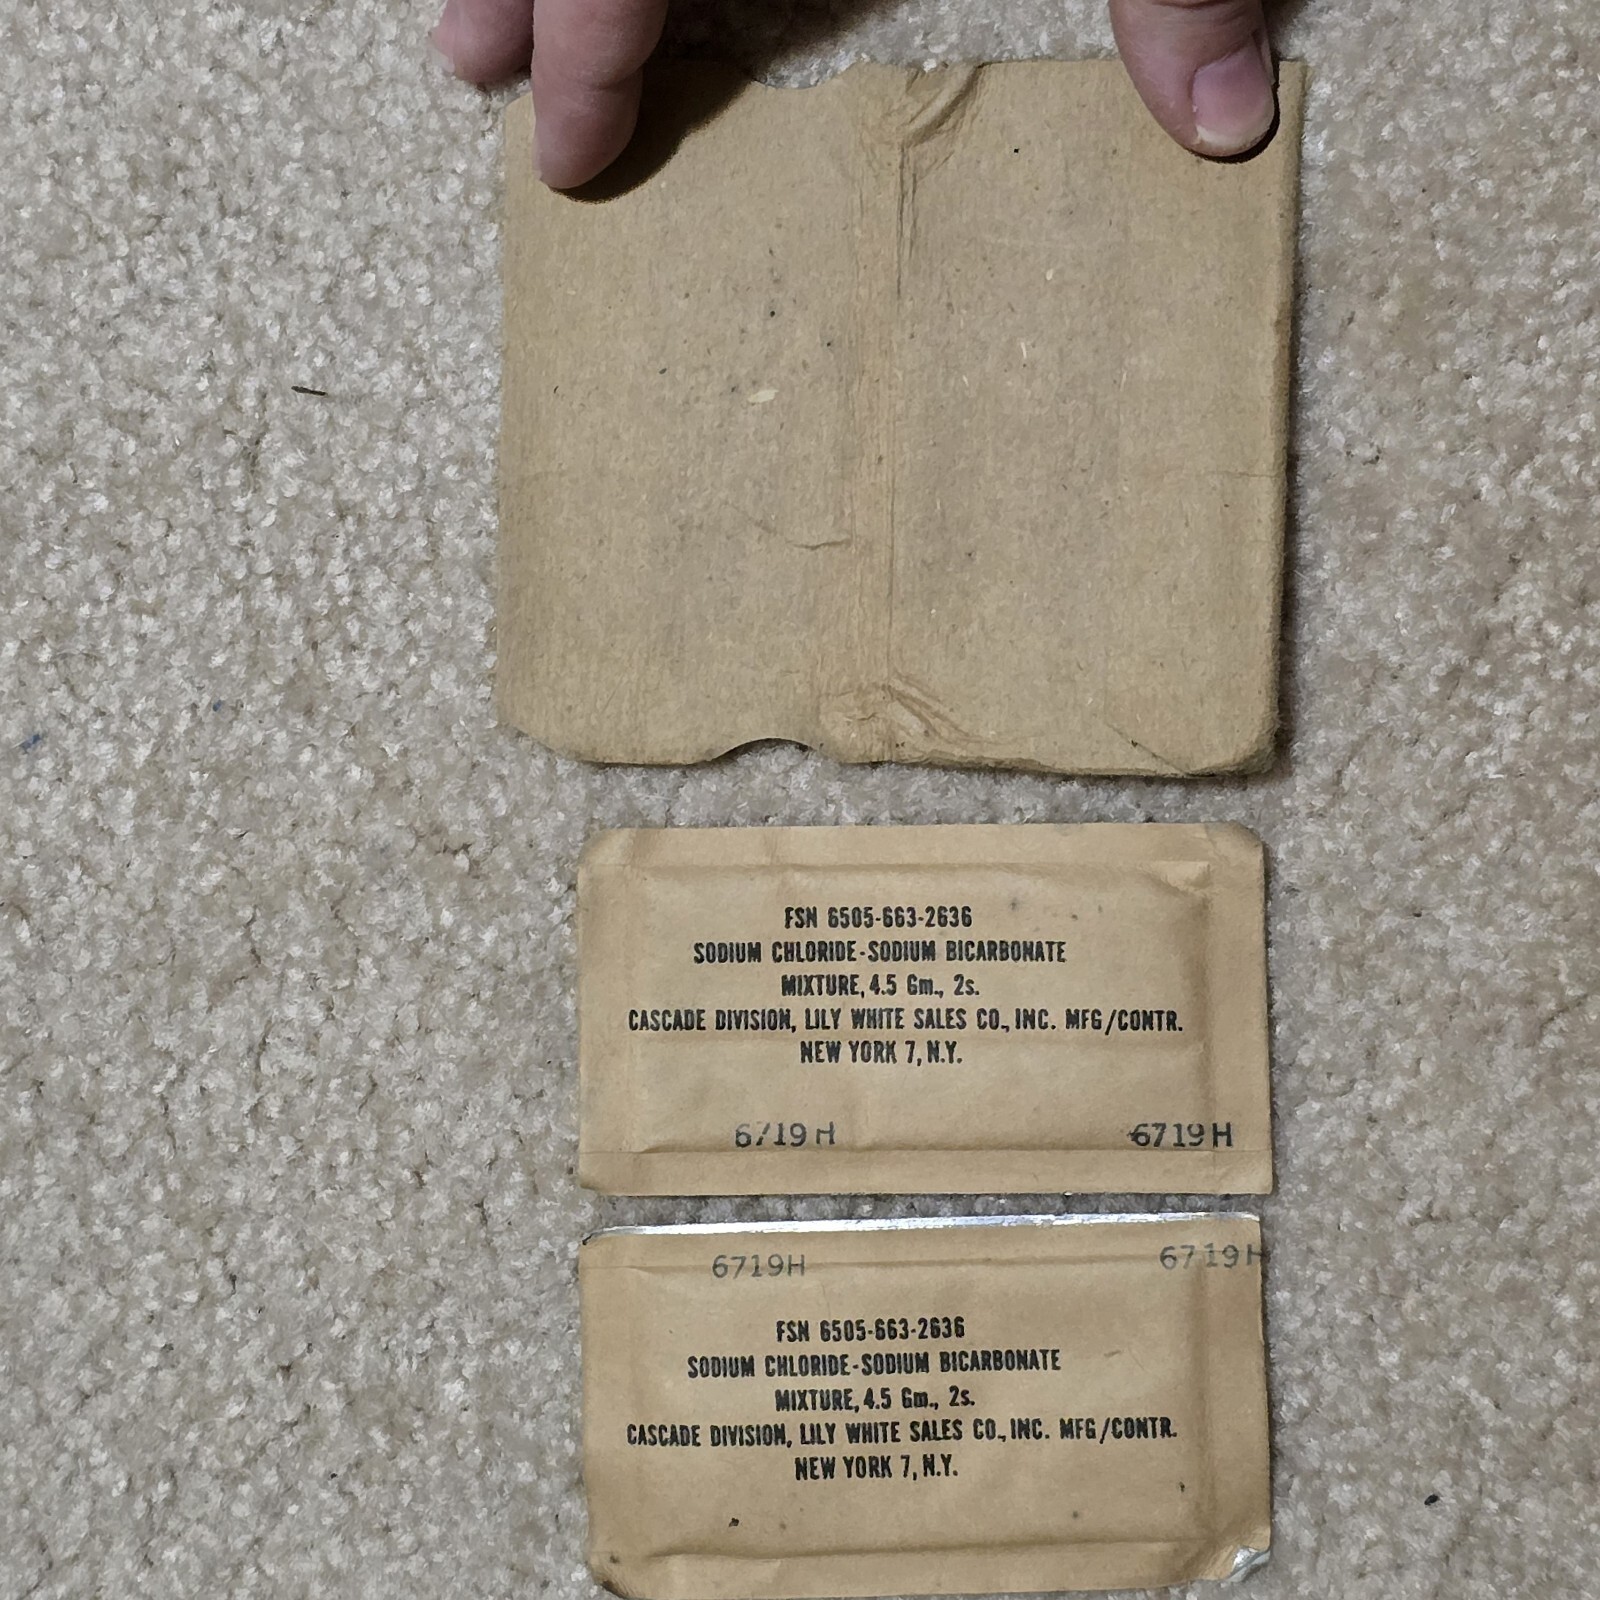 FSN 6505-663-2636
SODIUM CHLORIDE-SODIUM BICARBONATE
MIXTURE, 4.5 Gm., 2s.
CASCADE DIVISION, LILY WHITE SALES CO., INC. MFG/CONTR.
NEW YORK 7, N.Y.
6719H 6719H
6719H 6719H
FSN 6505-663-2636
SODIUM CHLORIDE-SODIUM BICARBONATE
MIXTURE, 4.5 Gm., 2s.
CASCADE DIVISION, LILY WHITE SALES CO., INC. MFG/CONTR.
NEW YORK 7, N.Y.